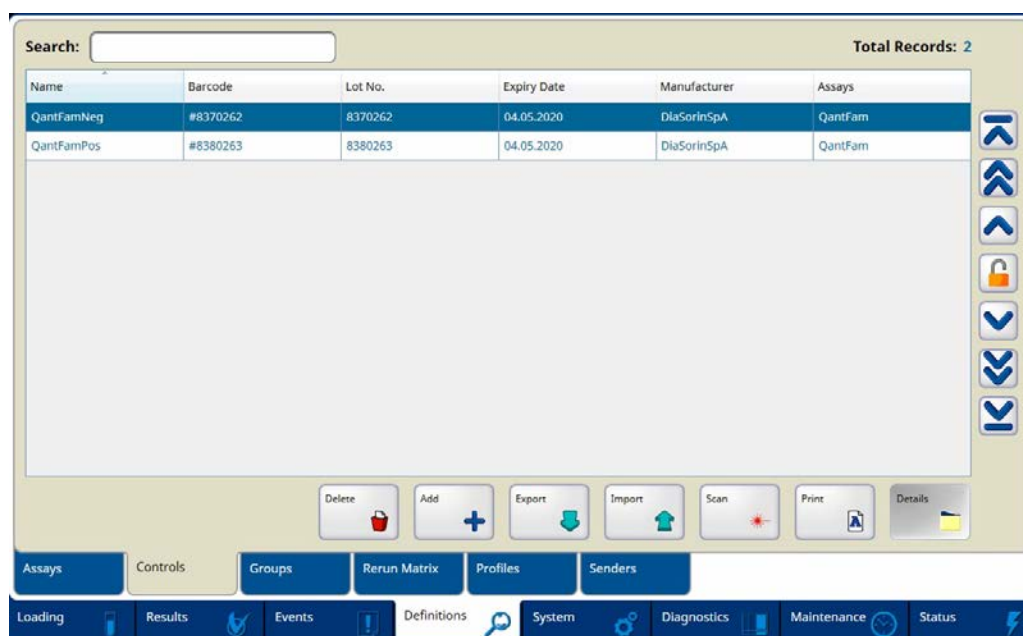 Search: Total Records: 2
Name Barcode Lot No. Expiry Date Manufacturer Assays
QantFamNeg #8370262 8370262 04.05.2020 DiaSorinSpA QantFam
QantFamPos #8380263 8380263 04.05.2020 DiaSorinSpA QantFam
Delete Add Export Import Scan Print Details
Assays Controls Groups Rerun Matrix Profiles Senders
Loading Results Events Definitions System Diagnostics Maintenance Status